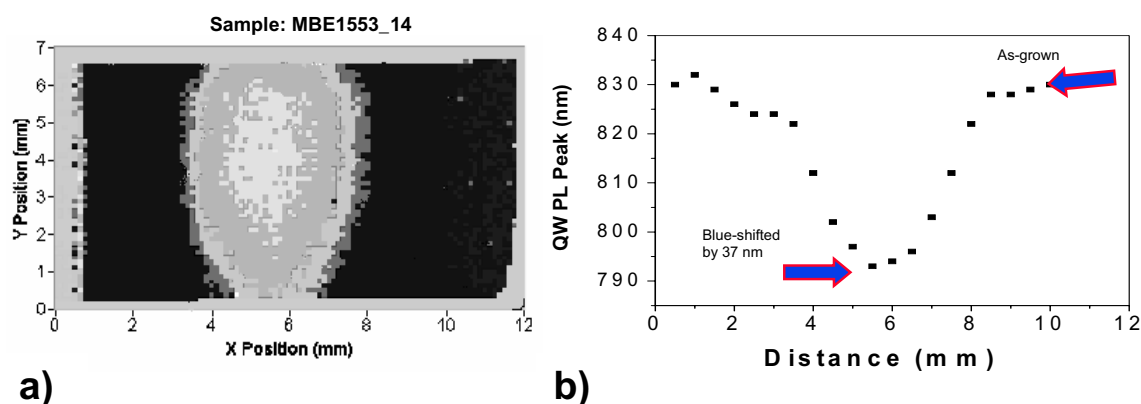 Sample: MBE1553_14
7
6
5
4
3
2
1
0
Y Position (mm)
0 2 4 6 8 10 12
X Position (mm)
a)
840
830
820
810
800
790
QW PL Peak (nm)
As-grown
Blue-shifted
by 37 nm
0 2 4 6 8 10 12
Distance (mm)
b)